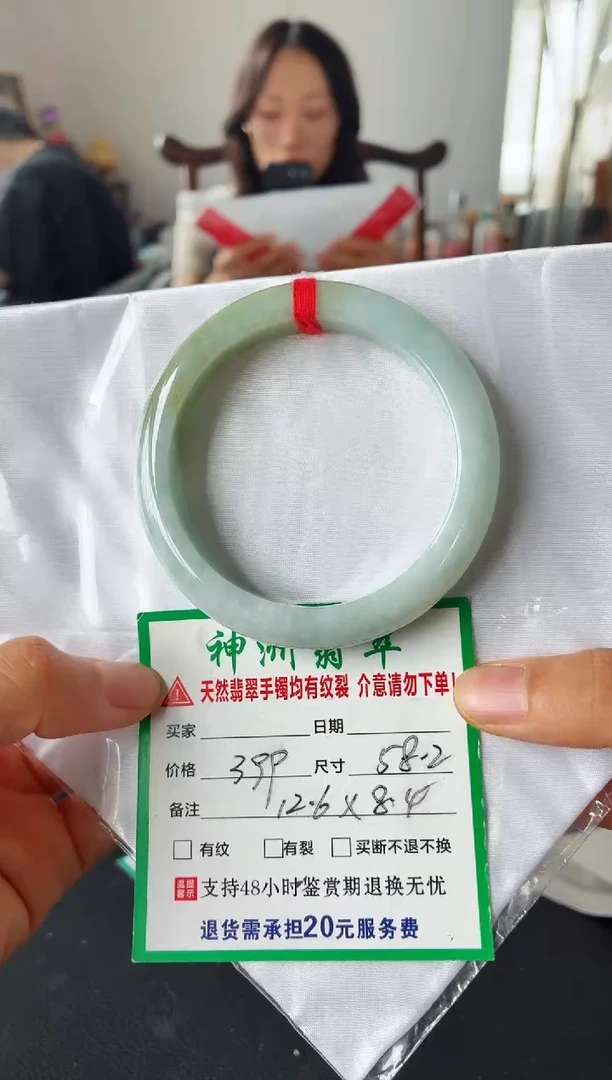 神洲翡翠
天然翡翠手镯均有纹裂 介意请勿下单!
买家 日期
价格 399 尺寸 58.2
备注 12.6 x 8.4
有纹 有裂 买断不退不换
温馨提示 支持48小时鉴赏期退换无忧
退货需承担20元服务费